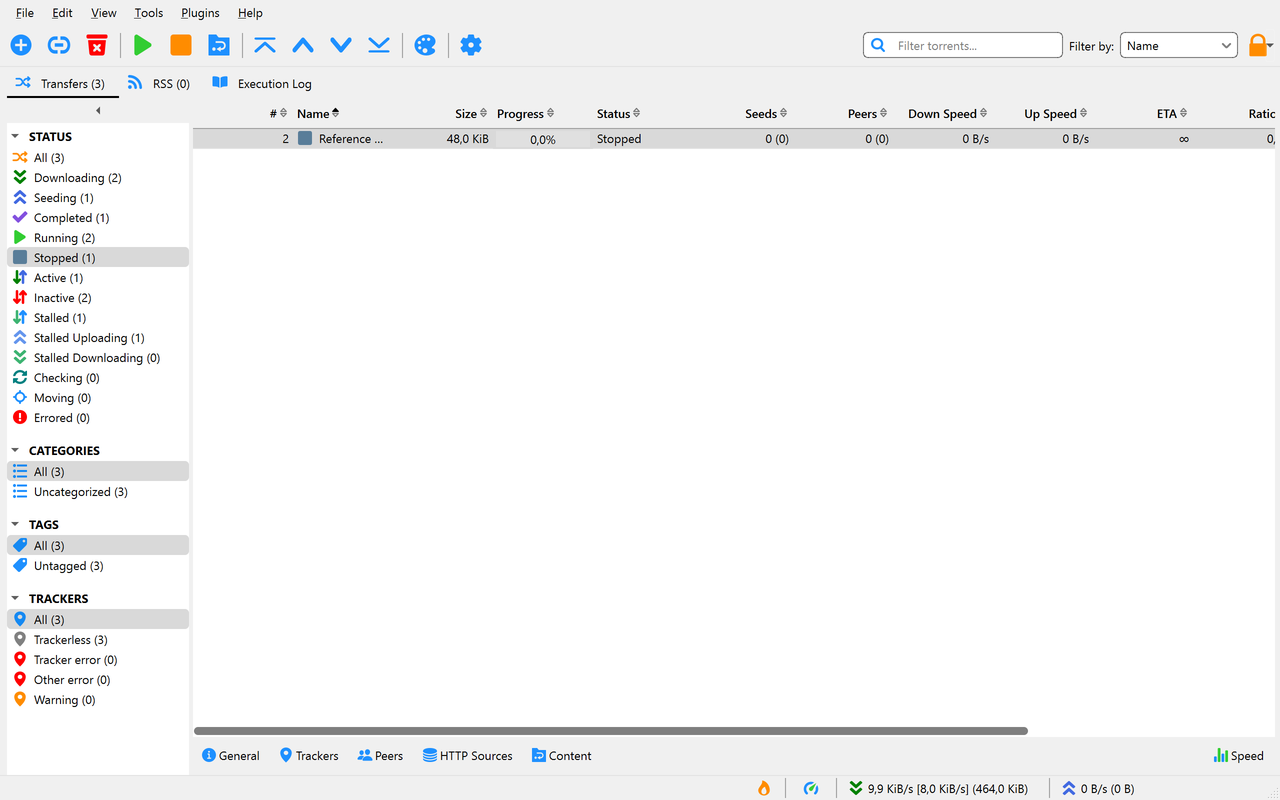 File Edit View Tools Plugins Help
Filter torrents... Filter by: Name
Transfers (3) RSS (0) Execution Log
# Name Size Progress Status Seeds Peers Down Speed Up Speed ETA Ratio
2 Reference ... 48,0 KiB 0,0% Stopped 0 (0) 0 (0) 0 B/s 0 B/s ∞ 0,
STATUS
All (3)
Downloading (2)
Seeding (1)
Completed (1)
Running (2)
Stopped (1)
Active (1)
Inactive (2)
Stalled (1)
Stalled Uploading (1)
Stalled Downloading (0)
Checking (0)
Moving (0)
Errored (0)
CATEGORIES
All (3)
Uncategorized (3)
TAGS
All (3)
Untagged (3)
TRACKERS
All (3)
Trackerless (3)
Tracker error (0)
Other error (0)
Warning (0)
General Trackers Peers HTTP Sources Content Speed
9,9 KiB/s [8,0 KiB/s] (464,0 KiB) 0 B/s (0 B)